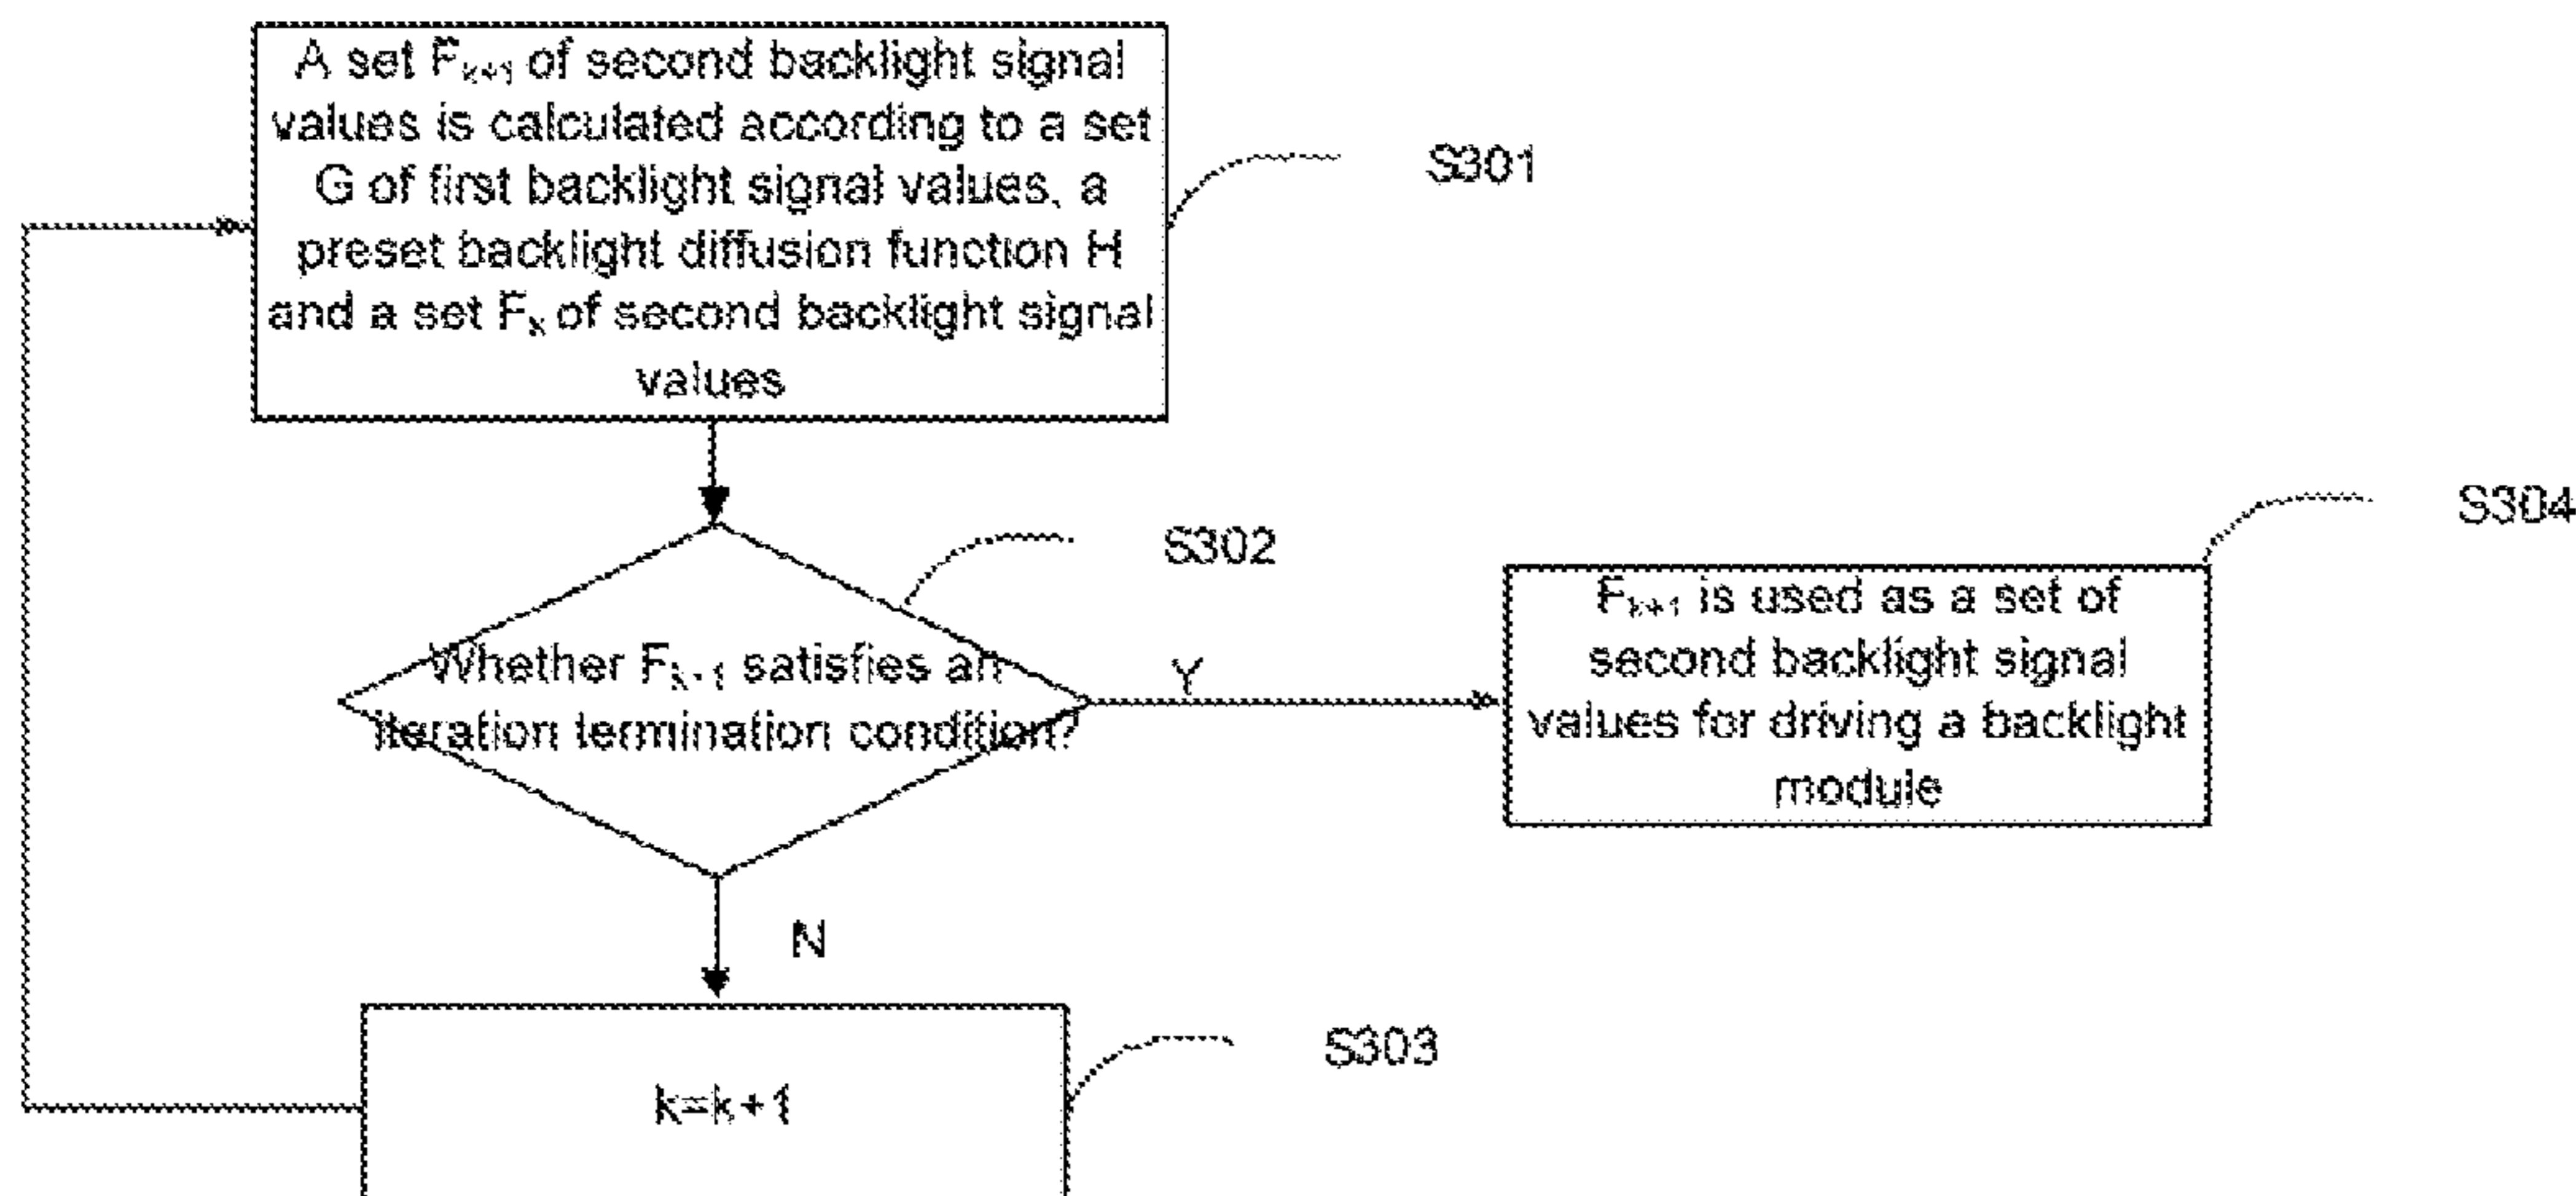 A set Fₖ₊₁ of second backlight signal
values is calculated according to a set
G of first backlight signal values, a
preset backlight diffusion function H
and a set Fₖ of second backlight signal
values
S301
S302
Whether Fₖ₊₁ satisfies an
iteration termination condition?
Y
S304
Fₖ₊₁ is used as a set of
second backlight signal
values for driving a backlight
module
N
S303
k=k+1